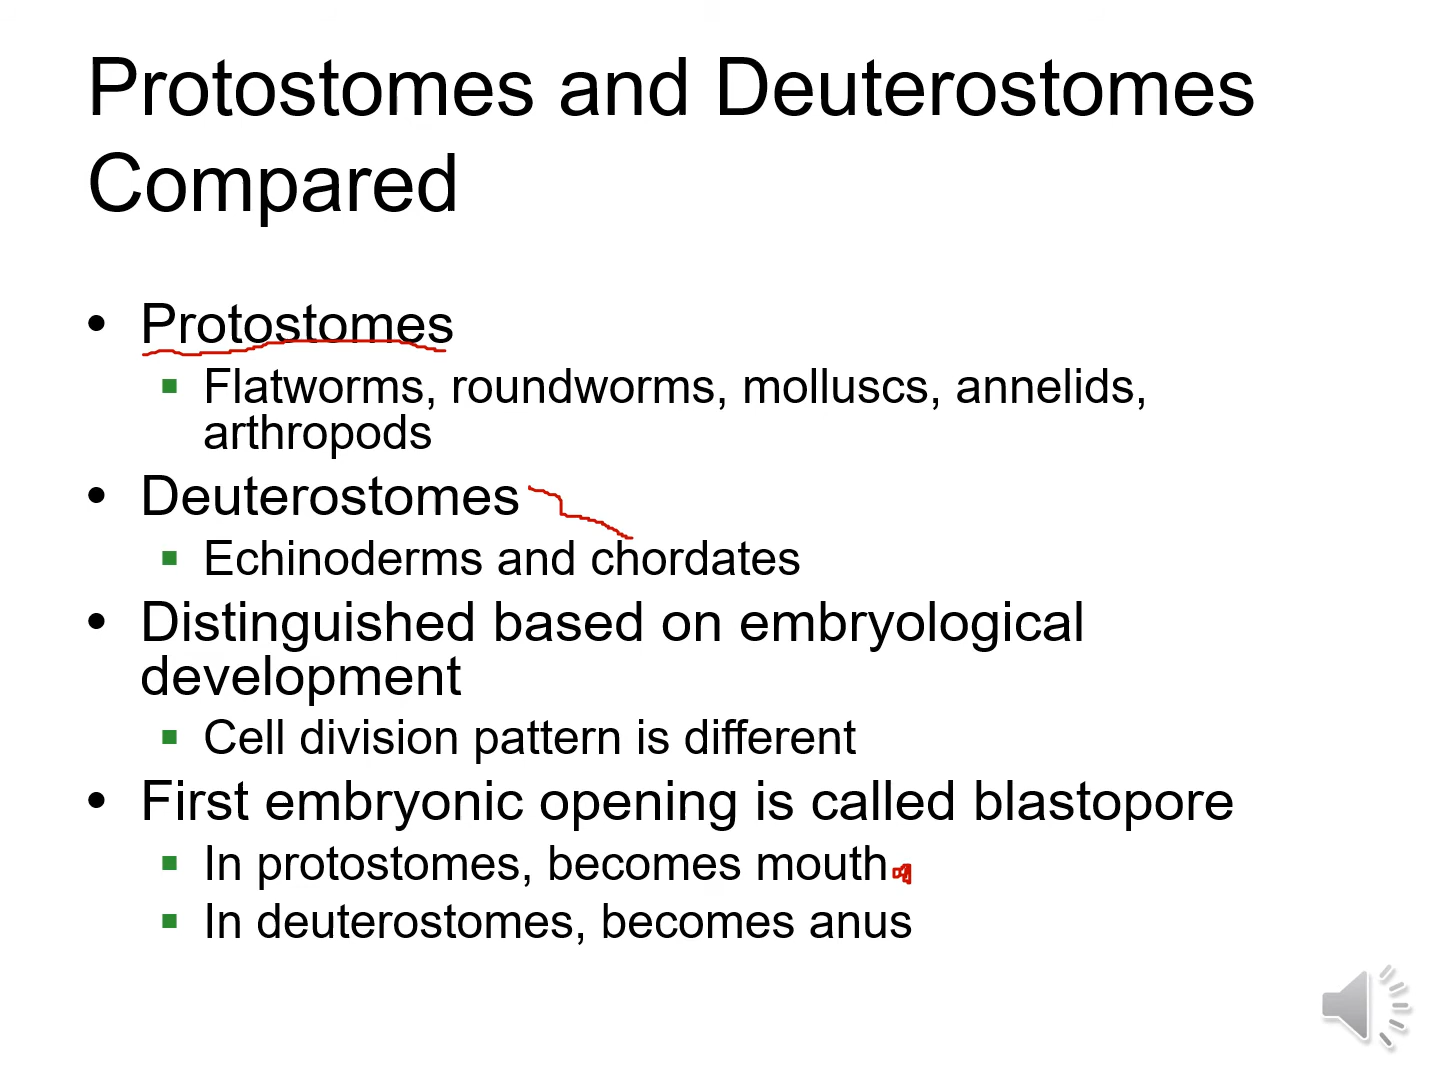 Protostomes and Deuterostomes
Compared
• Protostomes
▪ Flatworms, roundworms, molluscs, annelids,
arthropods
• Deuterostomes
▪ Echinoderms and chordates
• Distinguished based on embryological
development
▪ Cell division pattern is different
• First embryonic opening is called blastopore
▪ In protostomes, becomes mouth
▪ In deuterostomes, becomes anus